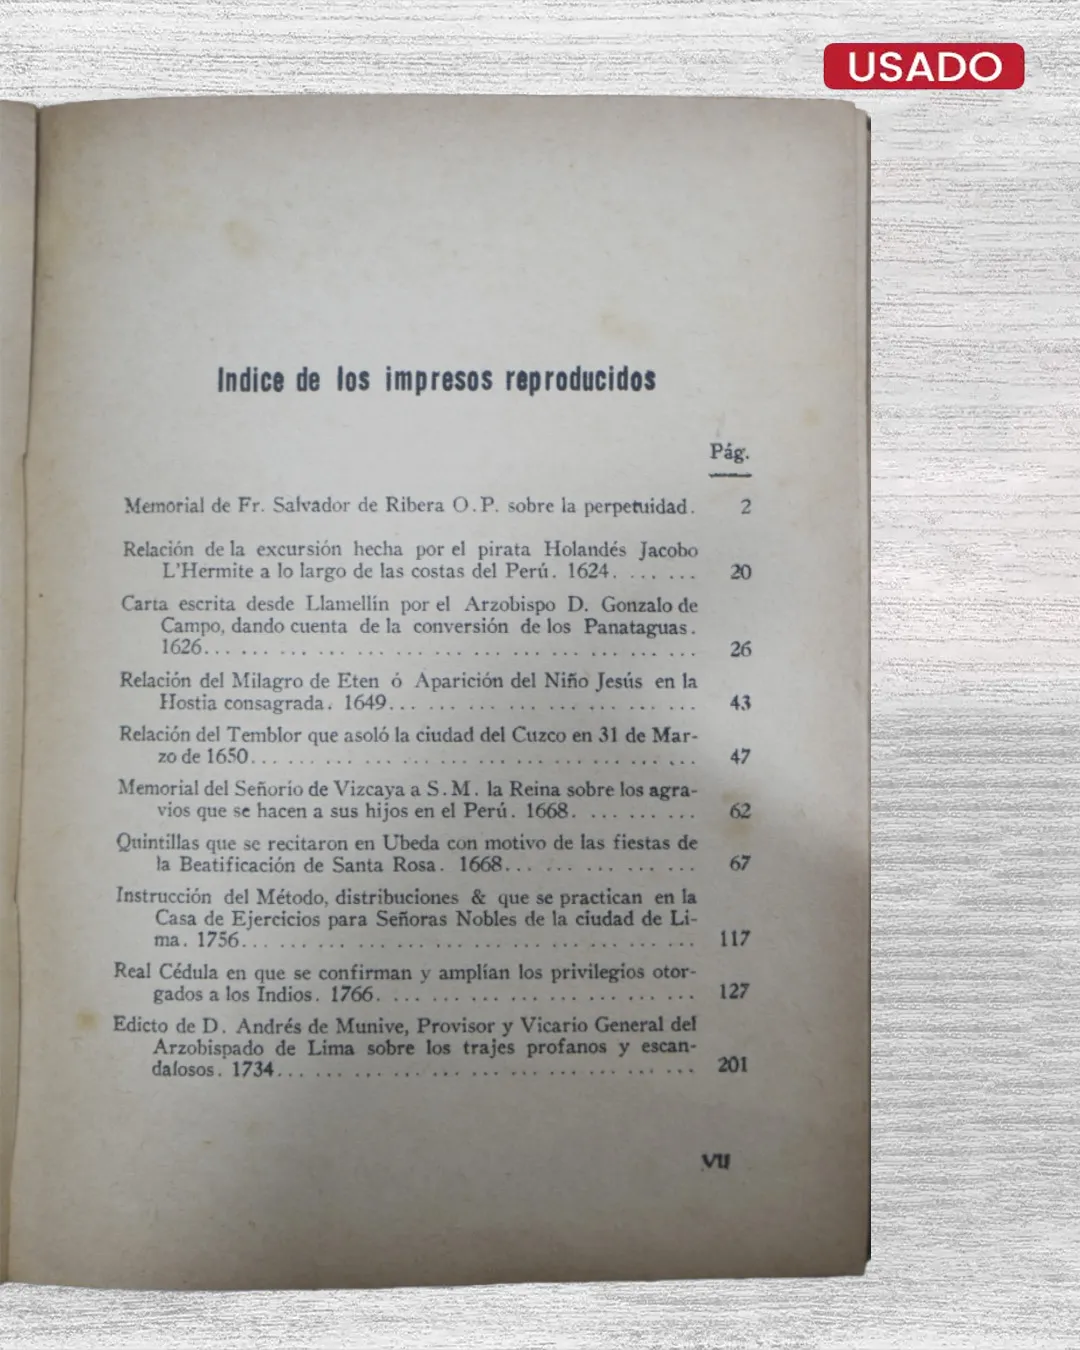 USADO
Indice de los impresos reproducidos
Pág.
Memorial de Fr. Salvador de Ribera O.P. sobre la perpetuidad. 2
Relación de la excursión hecha por el pirata Holandés Jacobo
L'Hermite a lo largo de las costas del Perú. 1624. ...... 20
Carta escrita desde Llamellín por el Arzobispo D. Gonzalo de
Campo, dando cuenta de la conversión de los Panataguas.
1626. .......................... 26
Relación del Milagro de Eten ó Aparición del Niño Jesús en la
Hostia consagrada. 1649. ................ 43
Relación del Temblor que asoló la ciudad del Cuzco en 31 de Mar-
zo de 1650. ........................ 47
Memorial del Señorio de Vizcaya a S.M. la Reina sobre los agra-
vios que se hacen a sus hijos en el Perú. 1668. ........ 62
Quintillas que se recitaron en Ubeda con motivo de las fiestas de
la Beatificación de Santa Rosa. 1668. .......... 67
Instrucción del Método, distribuciones & que se practican en la
Casa de Ejercicios para Señoras Nobles de la ciudad de Li-
ma. 1756. ........................ 117
Real Cédula en que se confirman y amplían los privilegios otor-
gados a los Indios. 1766. ................ 127
Edicto de D. Andrés de Munive, Provisor y Vicario General del
Arzobispado de Lima sobre los trajes profanos y escan-
dalosos. 1734. ...................... 201
VII